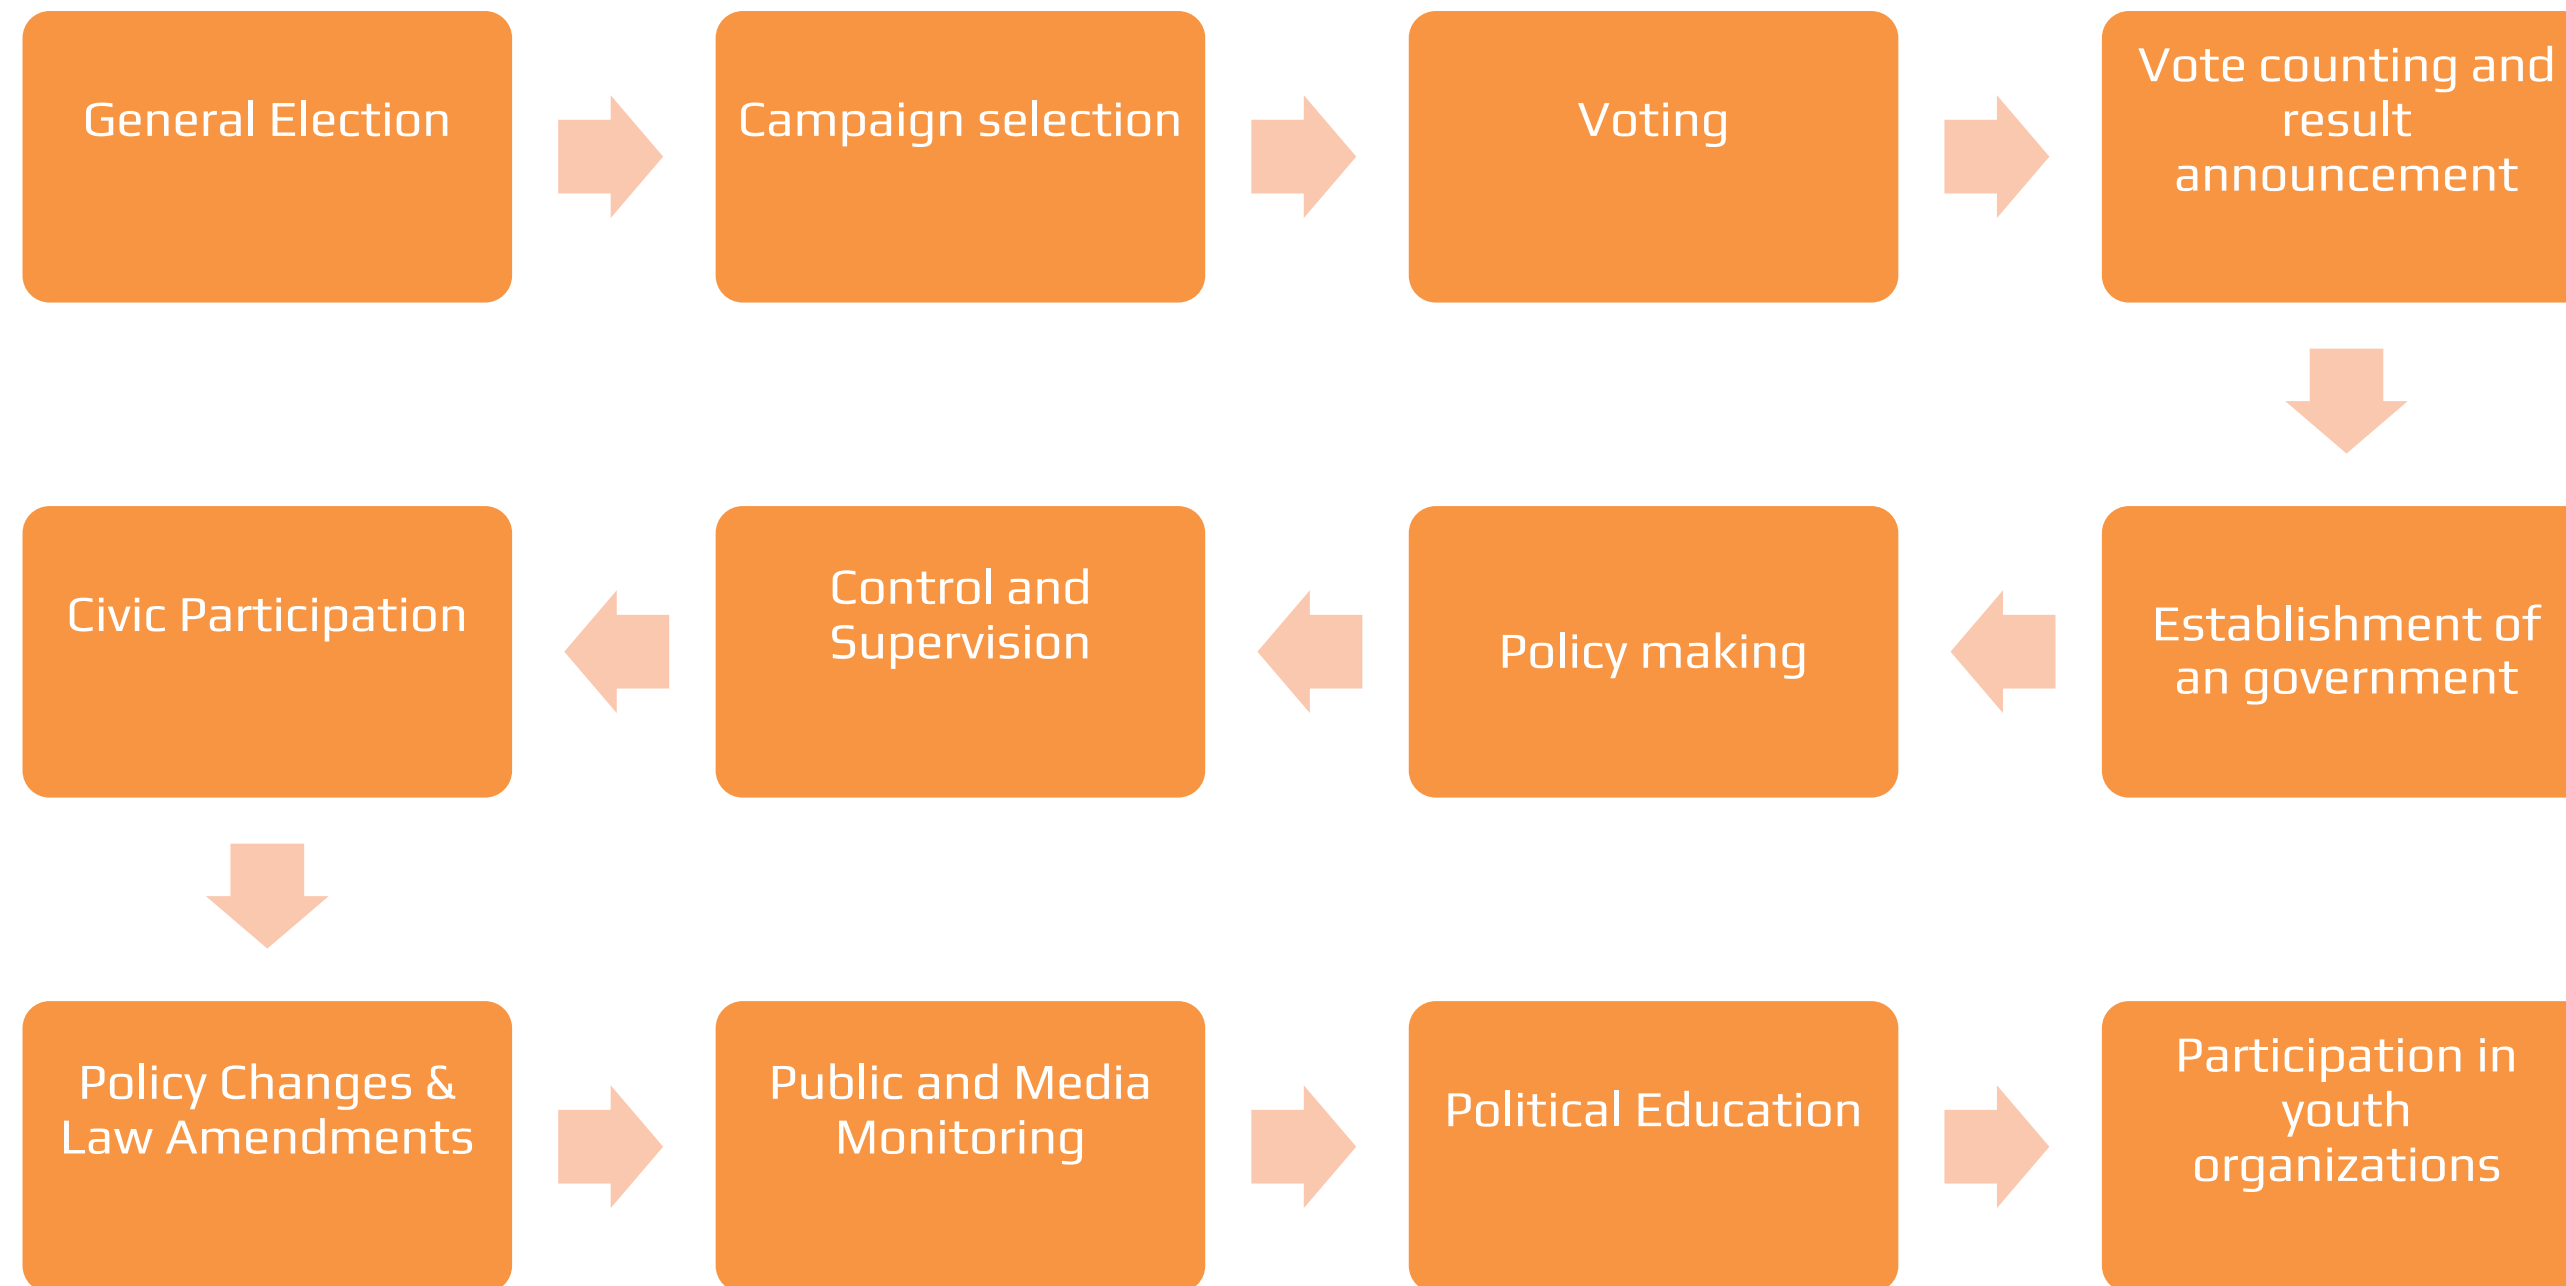 General Election
Campaign selection
Voting
Vote counting and
result
announcement
Establishment of
an government
Policy making
Control and
Supervision
Civic Participation
Policy Changes &
Law Amendments
Public and Media
Monitoring
Political Education
Participation in
youth
organizations